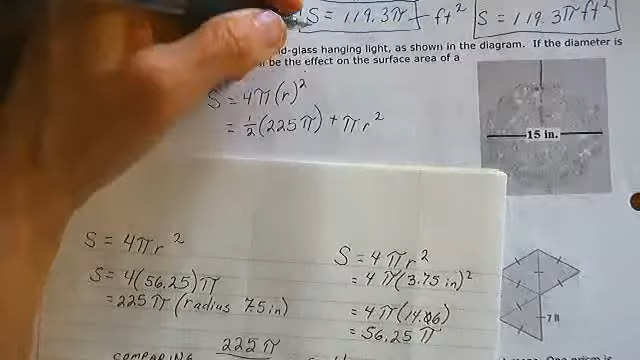 S = 119.3π ft²
S = 119.3π ft²
glass hanging light, as shown in the diagram. If the diameter is
be the effect on the surface area of a
S = 4π(r)²
= ½(225π) + πr²
15 in.
S = 4πr²
S = 4(56.25)π
= 225π (radius 7.5in)
S = 4πr²
= 4π(3.75 in)²
= 4π(14.06)
= 56.25π
7 ft
COMPARING
225π